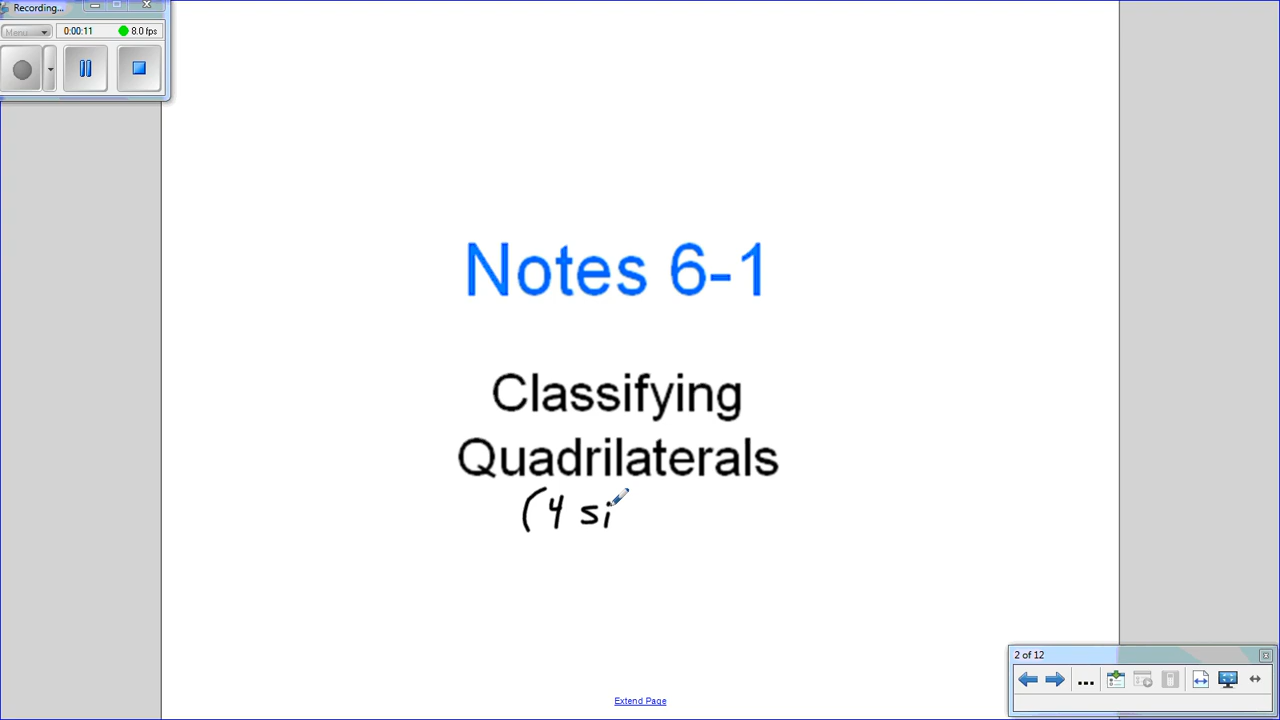 Recording...
Menu
0:00:11
8.0 fps
Notes 6-1
Classifying
Quadrilaterals
(4 si
2 of 12
...
Extend Page